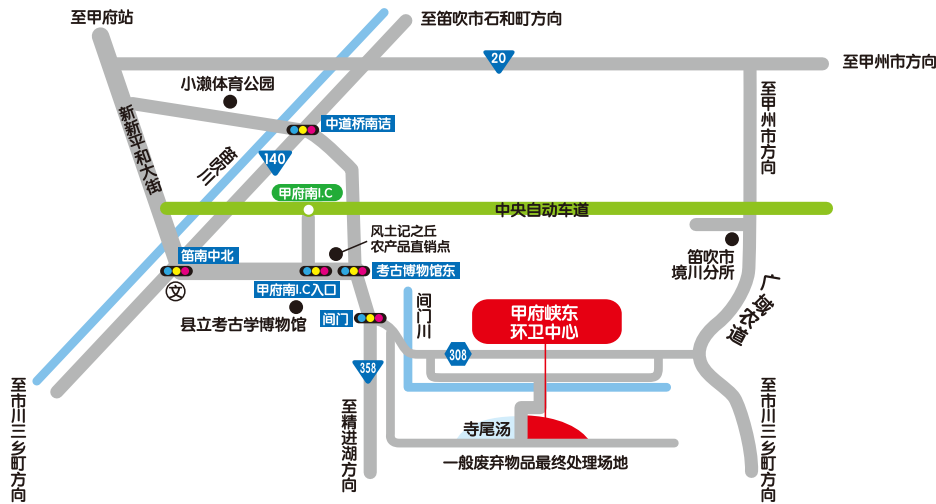 至甲府站
至笛吹市石和町方向
20
至甲州市方向
小濑体育公园
至甲州市方向
新新平和大街
中道桥南诘
笛吹川
140
甲府南I.C
中央自动车道
风土记之丘
农产品直销点
笛吹市
境川分所
笛南中北
考古博物馆东
文
甲府南I.C入口
县立考古学博物馆
间门
间门川
甲府峡东
环卫中心
广域农道
308
358
至市川三乡町方向
至精进湖方向
至市川三乡町方向
寺尾汤
一般废弃物品最终处理场地